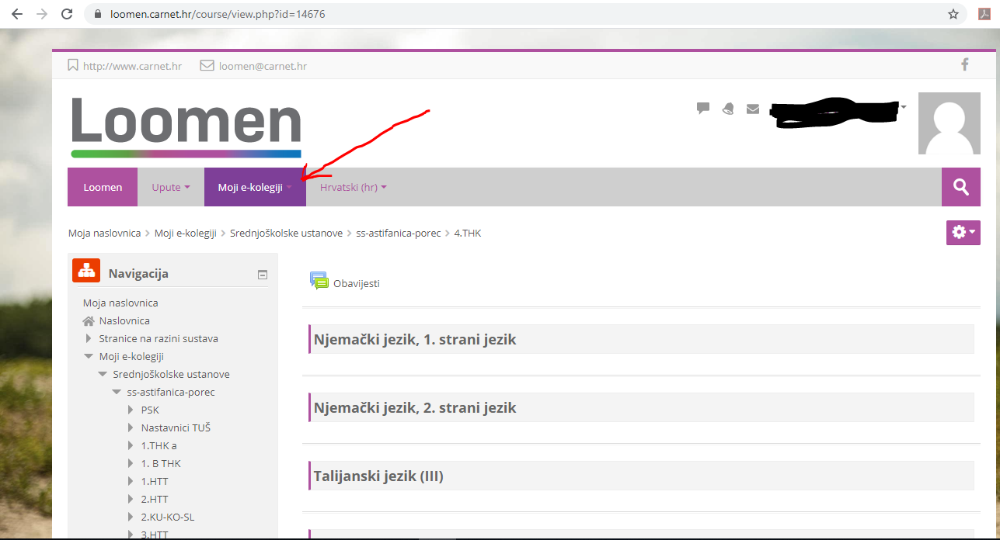 loomen.carnet.hr/course/view.php?id=14676
http://www.carnet.hr loomen@carnet.hr
Loomen
Loomen Upute Moji e-kolegiji Hrvatski (hr)
Moja naslovnica > Moji e-kolegiji > Srednjoškolske ustanove > ss-astifanica-porec > 4.THK
Navigacija
Moja naslovnica
Naslovnica
Stranice na razini sustava
Moji e-kolegiji
Srednjoškolske ustanove
ss-astifanica-porec
PSK
Nastavnici TUŠ
1.THK a
1. B THK
1.HTT
2.HTT
2.KU-KO-SL
3.HTT
Obavijesti
Njemački jezik, 1. strani jezik
Njemački jezik, 2. strani jezik
Talijanski jezik (III)